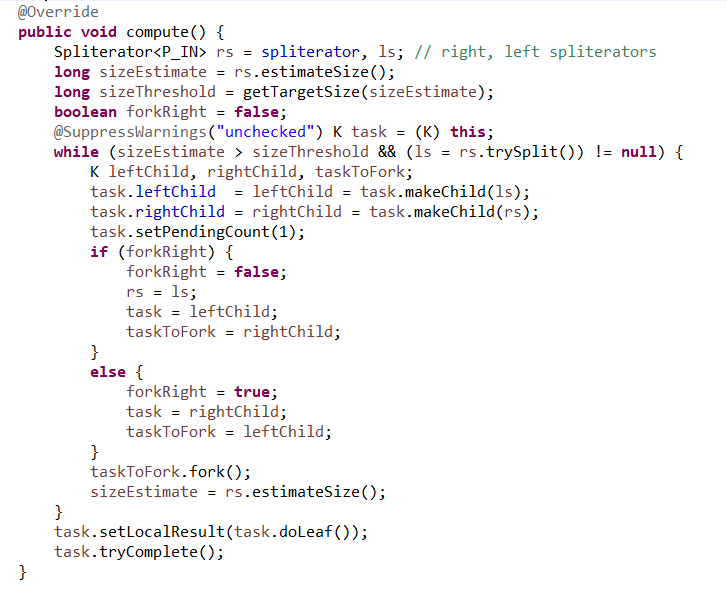 @Override
public void compute() {
    Spliterator<P_IN> rs = spliterator, ls; // right, left spliterators
    long sizeEstimate = rs.estimateSize();
    long sizeThreshold = getTargetSize(sizeEstimate);
    boolean forkRight = false;
    @SuppressWarnings("unchecked") K task = (K) this;
    while (sizeEstimate > sizeThreshold && (ls = rs.trySplit()) != null) {
        K leftChild, rightChild, taskToFork;
        task.leftChild  = leftChild = task.makeChild(ls);
        task.rightChild = rightChild = task.makeChild(rs);
        task.setPendingCount(1);
        if (forkRight) {
            forkRight = false;
            rs = ls;
            task = leftChild;
            taskToFork = rightChild;
        }
        else {
            forkRight = true;
            task = rightChild;
            taskToFork = leftChild;
        }
        taskToFork.fork();
        sizeEstimate = rs.estimateSize();
    }
    task.setLocalResult(task.doLeaf());
    task.tryComplete();
}